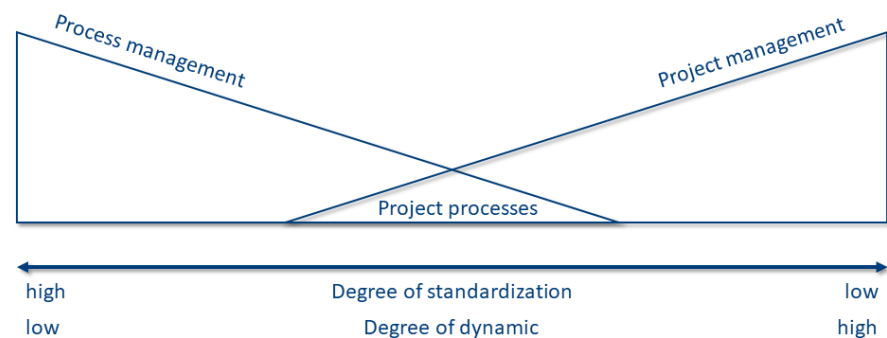 Process management
Project management
Project processes
high Degree of standardization low
low Degree of dynamic high